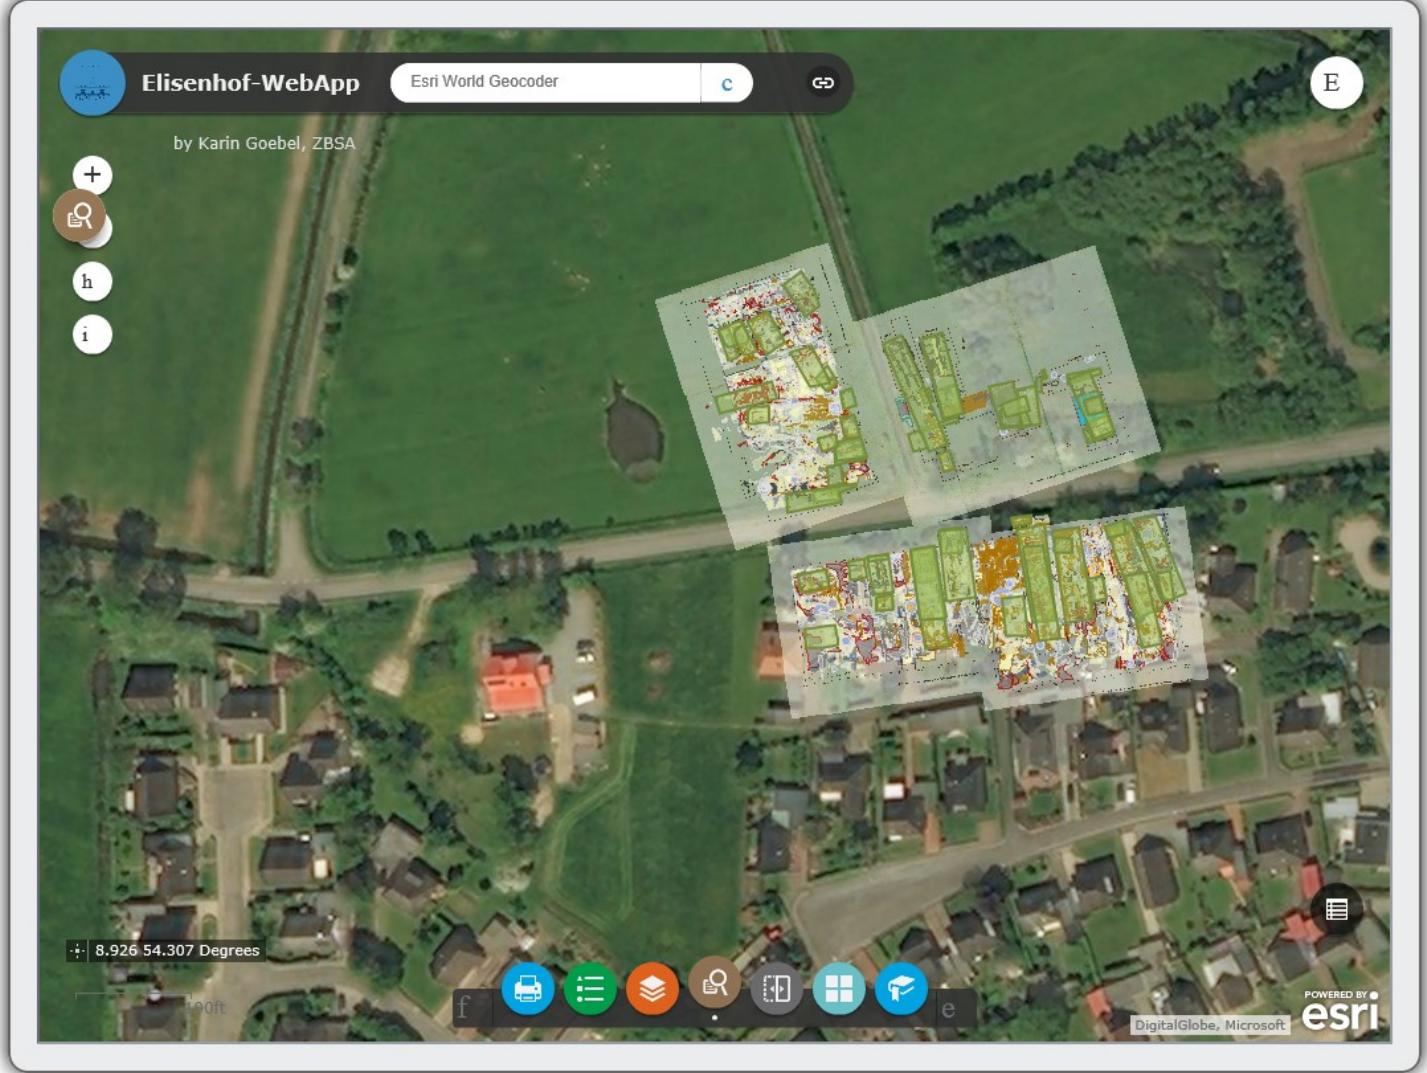 Elisenhof-WebApp
Esri World Geocoder
c
E
by Karin Goebel, ZBSA
+
h
i
8.926 54.307 Degrees
f
e
POWERED BY
esri
DigitalGlobe, Microsoft